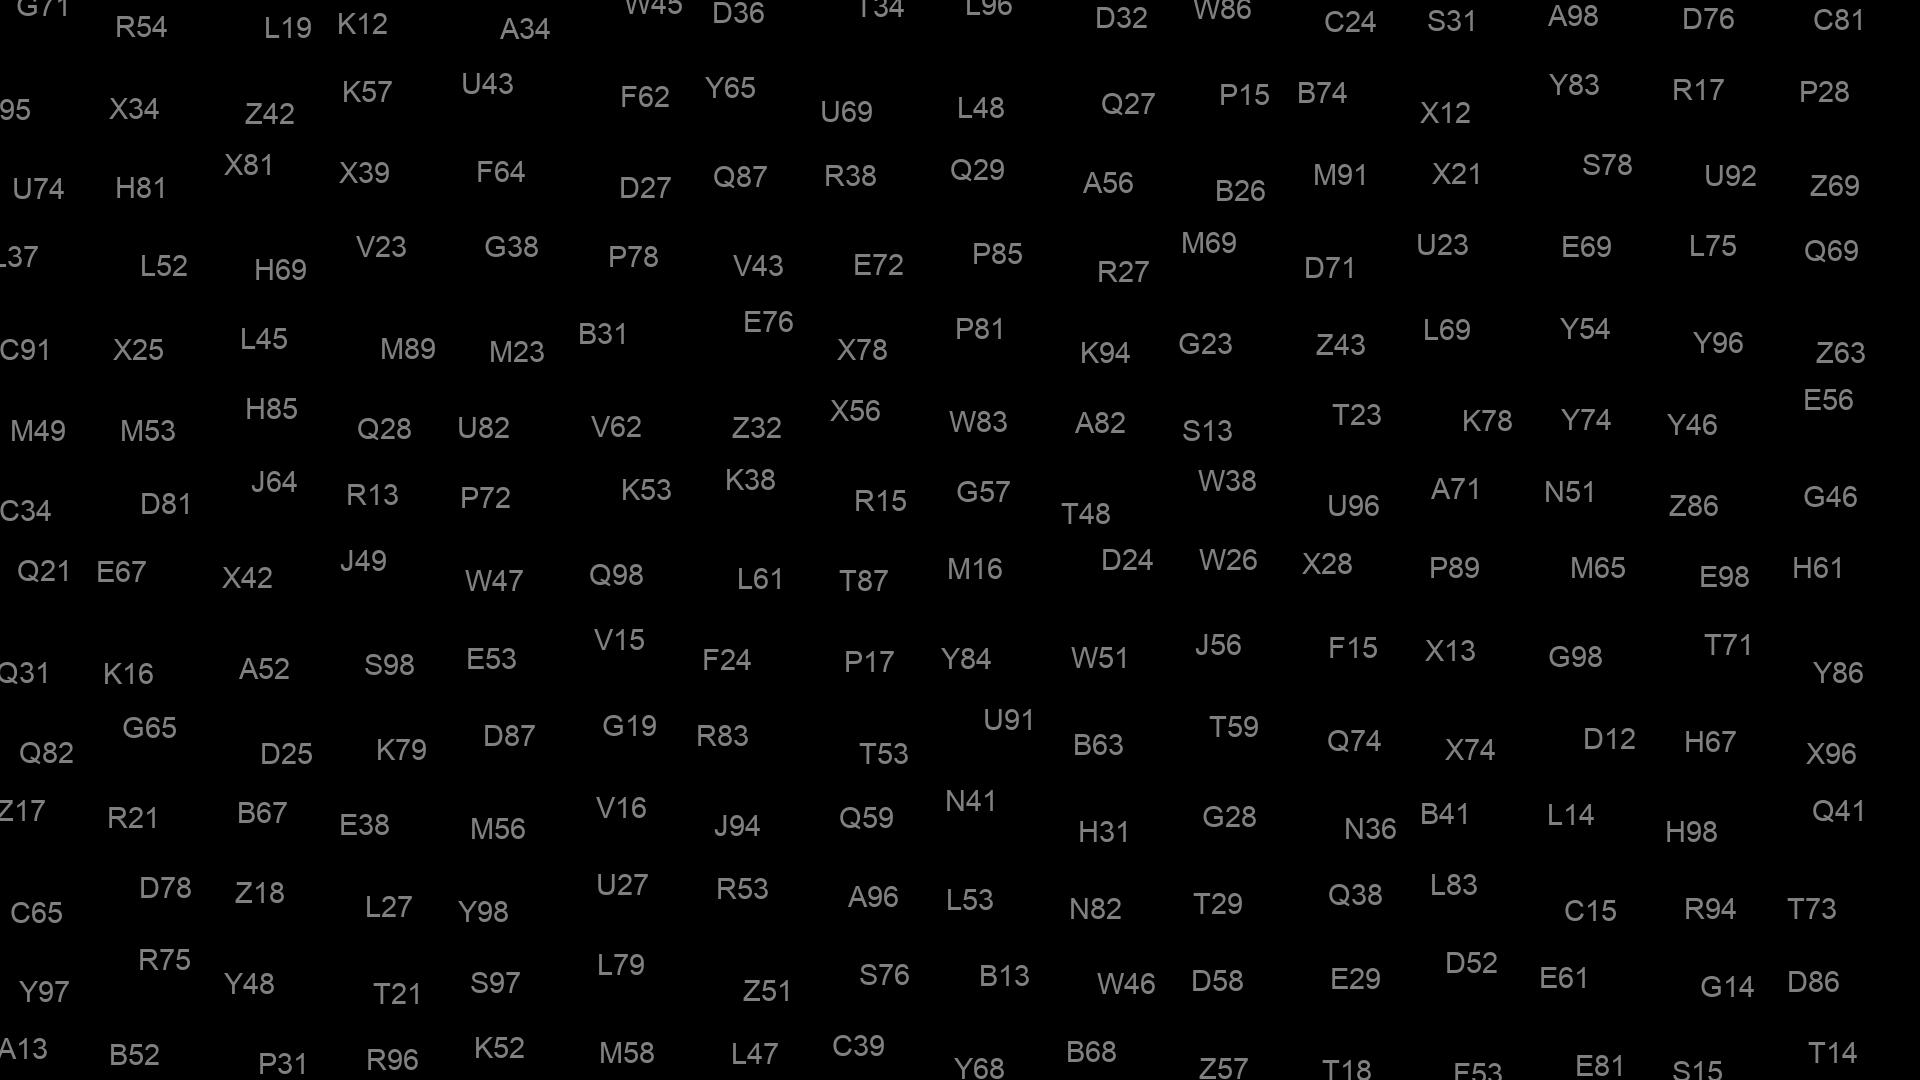 G71 R54 L19 K12 A34 W45 D36 T34 L96 D32 W86 C24 S31 A98 D76 C81
95 X34 Z42 K57 U43 F62 Y65 U69 L48 Q27 P15 B74 X12 Y83 R17 P28
U74 H81 X81 X39 F64 D27 Q87 R38 Q29 A56 B26 M91 X21 S78 U92 Z69
L37 L52 H69 V23 G38 P78 V43 E72 P85 R27 M69 D71 U23 E69 L75 Q69
C91 X25 L45 M89 M23 B31 E76 X78 P81 K94 G23 Z43 L69 Y54 Y96 Z63
M49 M53 H85 Q28 U82 V62 Z32 X56 W83 A82 S13 T23 K78 Y74 Y46 E56
C34 D81 J64 R13 P72 K53 K38 R15 G57 T48 W38 U96 A71 N51 Z86 G46
Q21 E67 X42 J49 W47 Q98 L61 T87 M16 D24 W26 X28 P89 M65 E98 H61
Q31 K16 A52 S98 E53 V15 F24 P17 Y84 W51 J56 F15 X13 G98 T71 Y86
Q82 G65 D25 K79 D87 G19 R83 T53 U91 B63 T59 Q74 X74 D12 H67 X96
Z17 R21 B67 E38 M56 V16 J94 Q59 N41 H31 G28 N36 B41 L14 H98 Q41
C65 D78 Z18 L27 Y98 U27 R53 A96 L53 N82 T29 Q38 L83 C15 R94 T73
Y97 R75 Y48 T21 S97 L79 Z51 S76 B13 W46 D58 E29 D52 E61 G14 D86
A13 B52 P31 R96 K52 M58 L47 C39 Y68 B68 Z57 T18 F53 E81 S15 T14